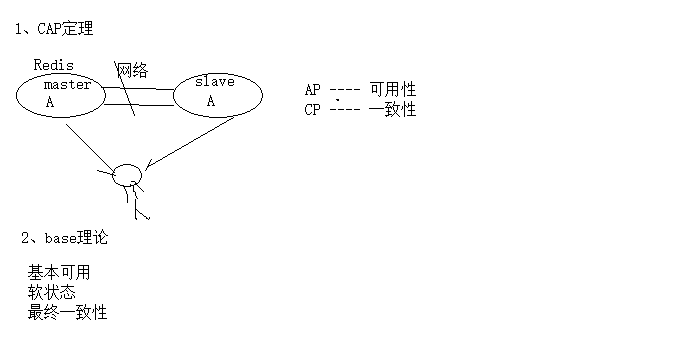 1、CAP定理
Redis
网络
master
slave
A
A
AP ---- 可用性
CP ---- 一致性
2、base理论
基本可用
软状态
最终一致性